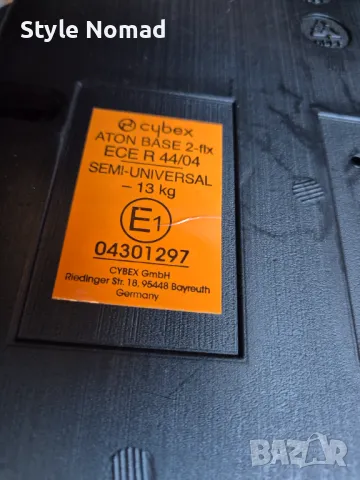 Style Nomad
cybex
ATON BASE 2-fix
ECE R 44/04
SEMI-UNIVERSAL
– 13 kg
E1
04301297
CYBEX GmbH
Riedinger Str. 18, 95448 Bayreuth
Germany
BAZAR